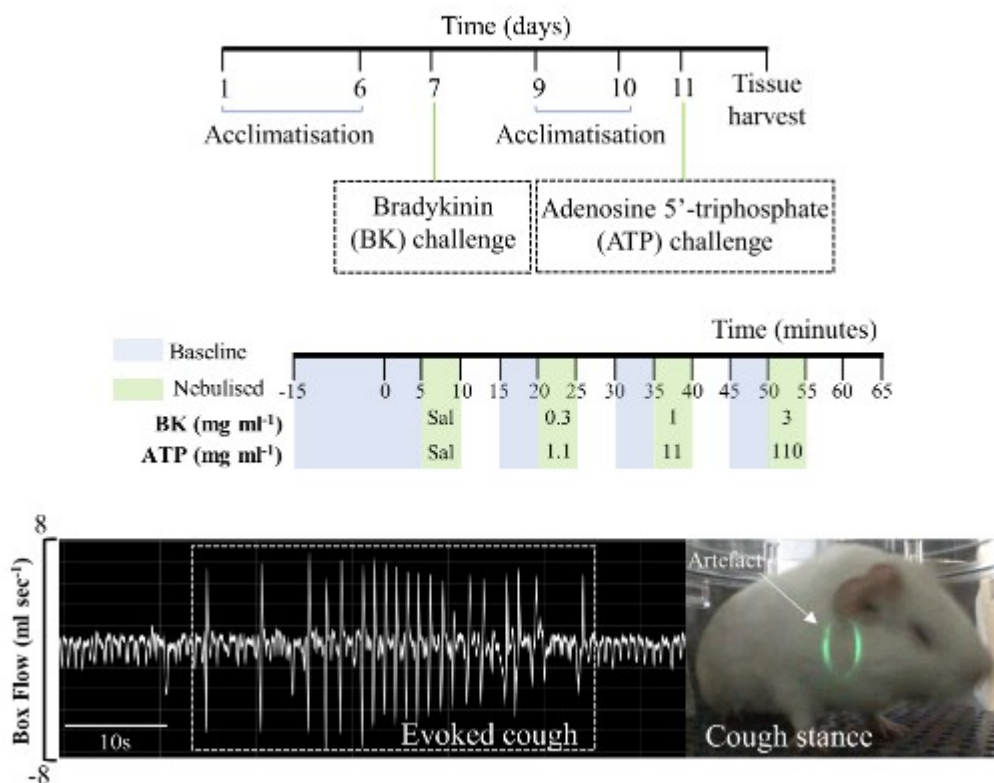 Time (days)
1 6 7 9 10 11 Tissue
harvest
Acclimatisation Acclimatisation
Bradykinin
(BK) challenge
Adenosine 5’-triphosphate
(ATP) challenge
Time (minutes)
Baseline
Nebulised
-15 0 5 10 15 20 25 30 35 40 45 50 55 60 65
BK (mg ml-1) Sal 0.3 1 3
ATP (mg ml-1) Sal 1.1 11 110
8
Box Flow (ml sec-1)
-8
10s
Evoked cough
Artefact
Cough stance